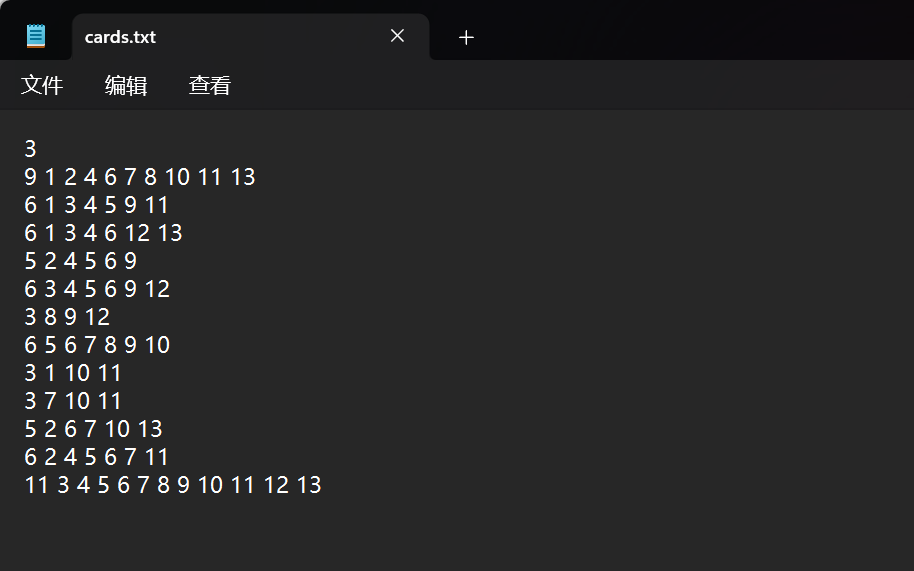 cards.txt
文件 编辑 查看
3
9 1 2 4 6 7 8 10 11 13
6 1 3 4 5 9 11
6 1 3 4 6 12 13
5 2 4 5 6 9
6 3 4 5 6 9 12
3 8 9 12
6 5 6 7 8 9 10
3 1 10 11
3 7 10 11
5 2 6 7 10 13
6 2 4 5 6 7 11
11 3 4 5 6 7 8 9 10 11 12 13